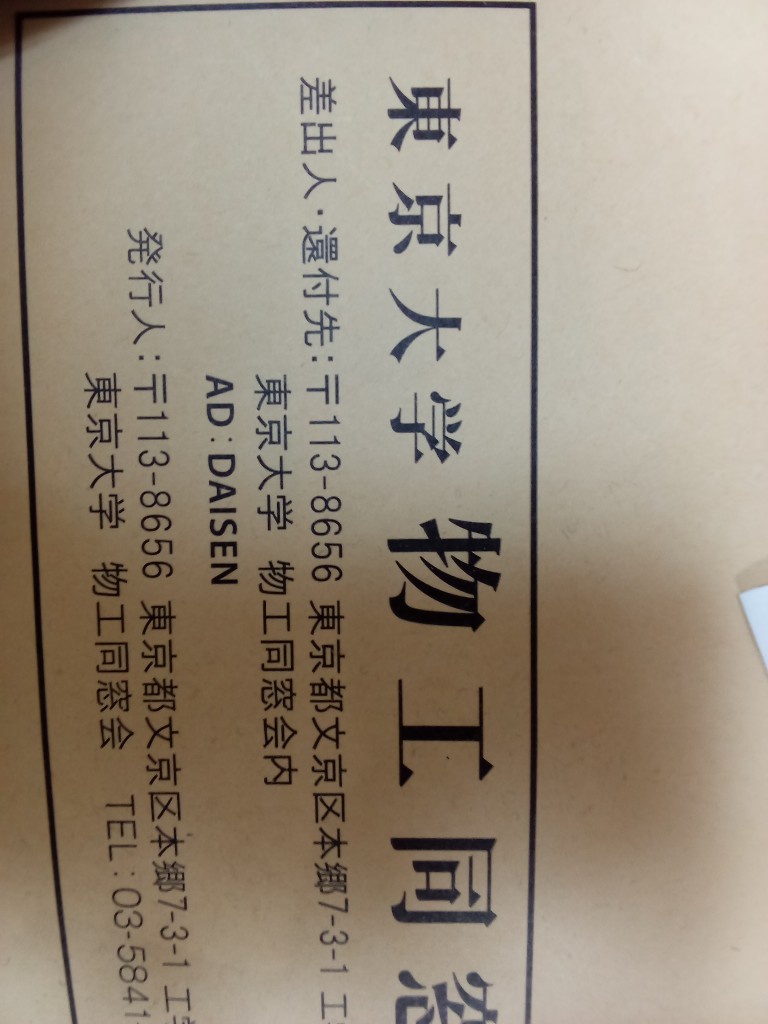 東京大学 物工同窓
差出人・還付先：〒113-8656 東京都文京区本郷7-3-1 工
東京大学 物工同窓会内
AD：DAISEN
発行人：〒113-8656 東京都文京区本郷7-3-1 工学
東京大学 物工同窓会 TEL：03-5841-